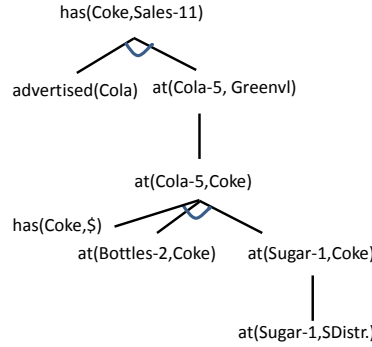 has(Coke,Sales-11)
advertised(Cola) at(Cola-5, Greenvl)
at(Cola-5,Coke)
has(Coke,$)
at(Bottles-2,Coke) at(Sugar-1,Coke)
at(Sugar-1,SDistr.)